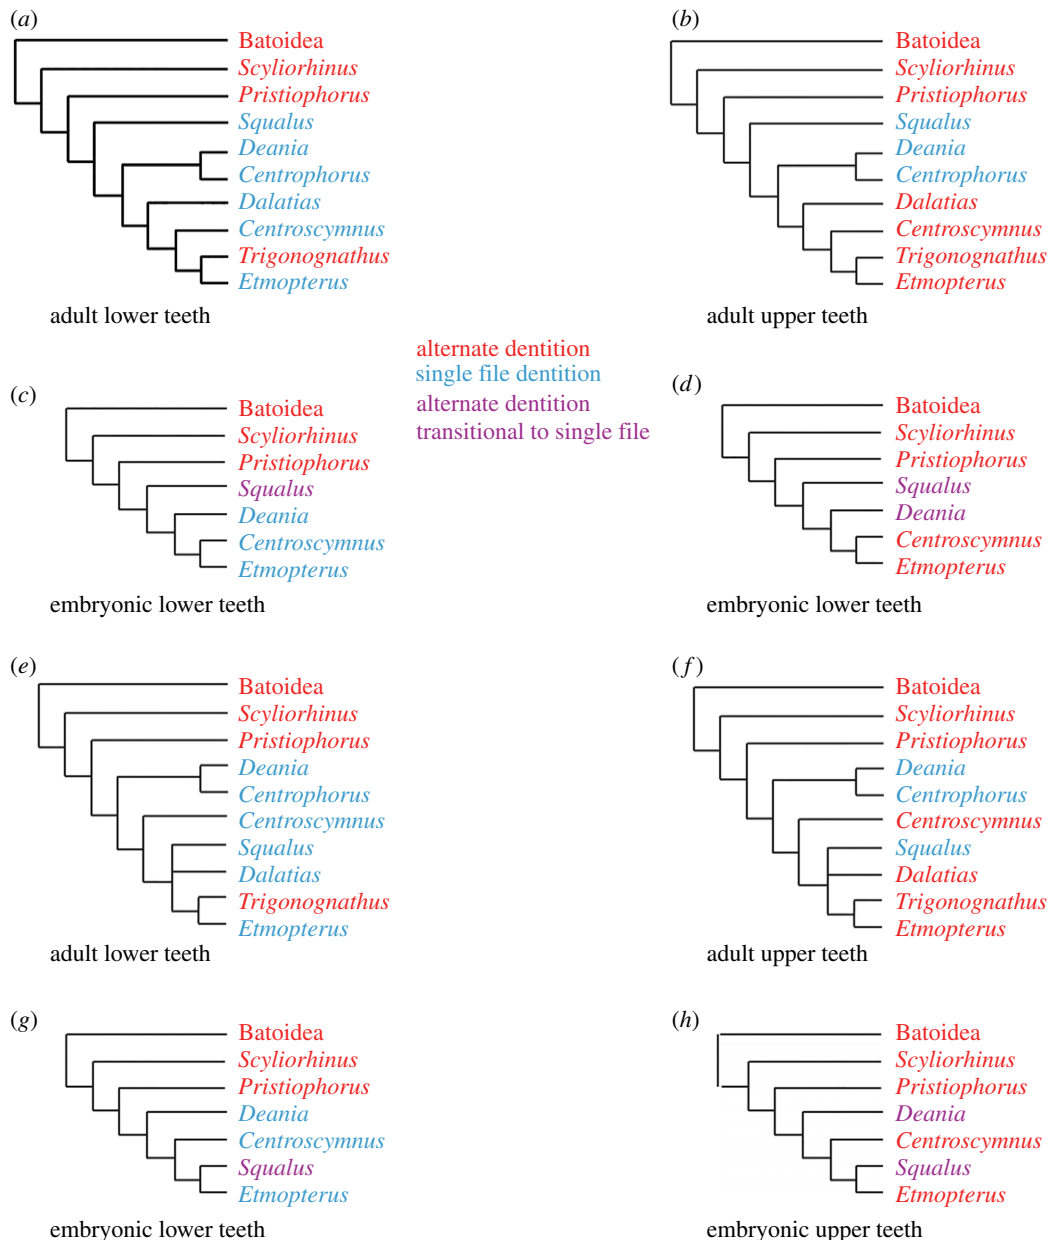 (a)
Batoidea
Scyliorhinus
Pristiophorus
Squalus
Deania
Centrophorus
Dalatias
Centroscymnus
Trigonognathus
Etmopterus
adult lower teeth
(b)
Batoidea
Scyliorhinus
Pristiophorus
Squalus
Deania
Centrophorus
Dalatias
Centroscymnus
Trigonognathus
Etmopterus
adult upper teeth
alternate dentition
single file dentition
alternate dentition
transitional to single file
(c)
Batoidea
Scyliorhinus
Pristiophorus
Squalus
Deania
Centroscymnus
Etmopterus
embryonic lower teeth
(d)
Batoidea
Scyliorhinus
Pristiophorus
Squalus
Deania
Centroscymnus
Etmopterus
embryonic lower teeth
(e)
Batoidea
Scyliorhinus
Pristiophorus
Deania
Centrophorus
Centroscymnus
Squalus
Dalatias
Trigonognathus
Etmopterus
adult lower teeth
(f)
Batoidea
Scyliorhinus
Pristiophorus
Deania
Centrophorus
Centroscymnus
Squalus
Dalatias
Trigonognathus
Etmopterus
adult upper teeth
(g)
Batoidea
Scyliorhinus
Pristiophorus
Deania
Centroscymnus
Squalus
Etmopterus
embryonic lower teeth
(h)
Batoidea
Scyliorhinus
Pristiophorus
Deania
Centroscymnus
Squalus
Etmopterus
embryonic upper teeth